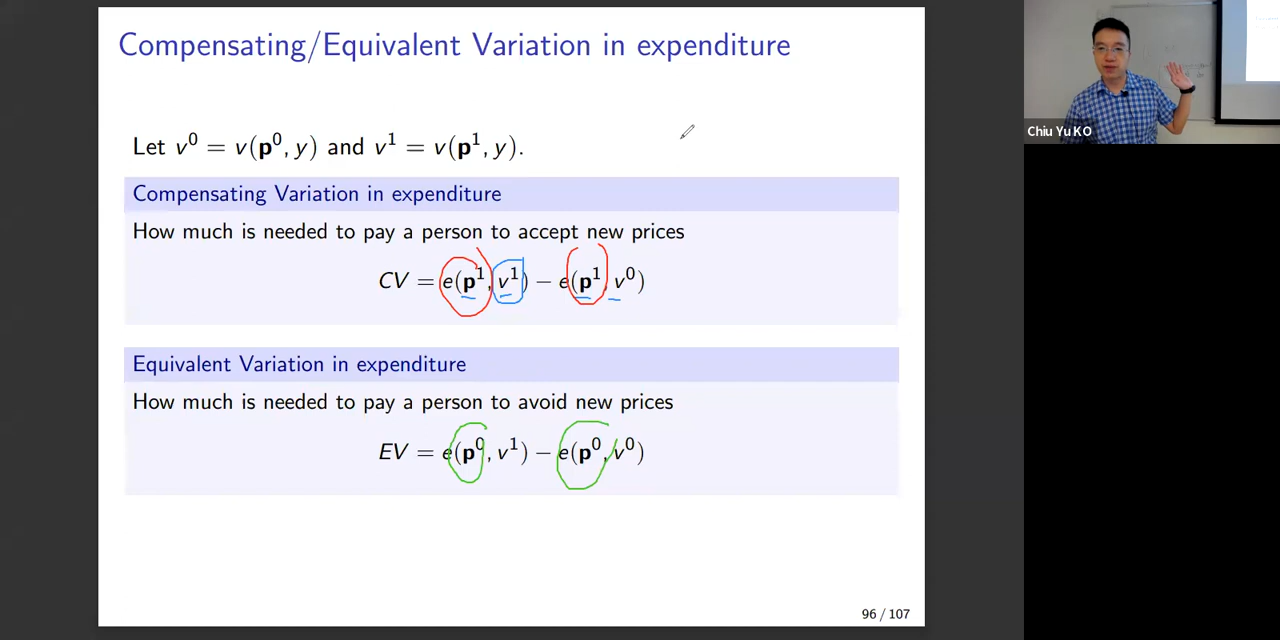 Compensating/Equivalent Variation in expenditure
Let v⁰ = v(p⁰, y) and v¹ = v(p¹, y).
Compensating Variation in expenditure
How much is needed to pay a person to accept new prices
CV = e(p¹, v¹) − e(p¹, v⁰)
Equivalent Variation in expenditure
How much is needed to pay a person to avoid new prices
EV = e(p⁰, v¹) − e(p⁰, v⁰)
96 / 107
Chiu Yu KO